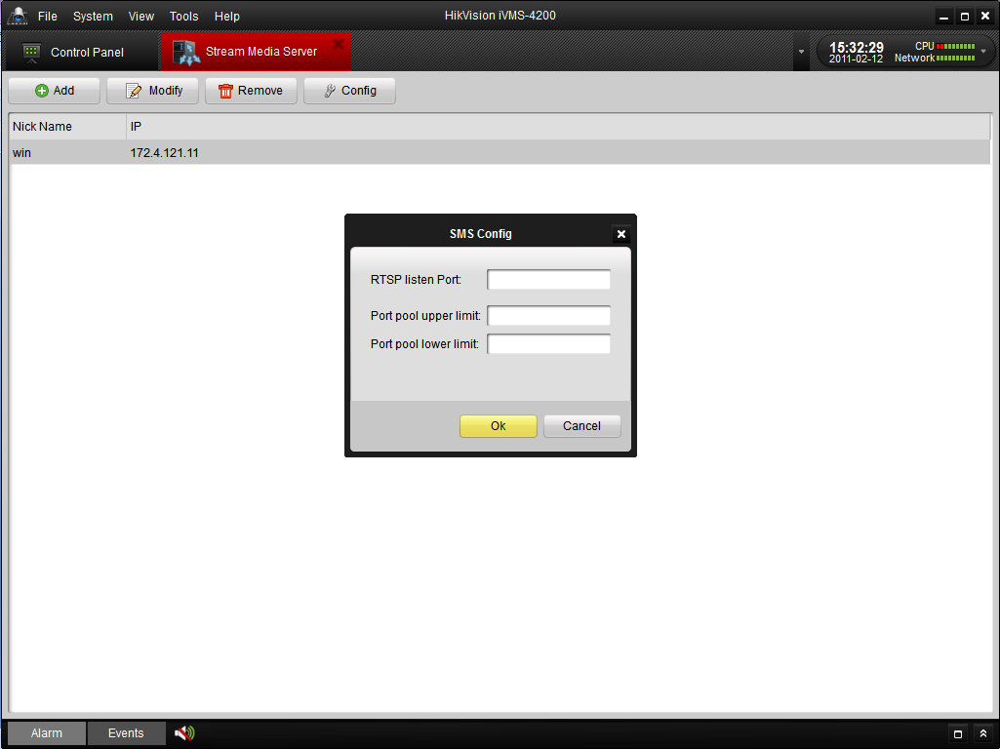 File System View Tools Help HikVision iVMS-4200
Control Panel Stream Media Server 15:32:29 CPU
2011-02-12 Network
Add Modify Remove Config
Nick Name IP
win 172.4.121.11
SMS Config
RTSP listen Port:
Port pool upper limit:
Port pool lower limit:
Ok Cancel
Alarm Events